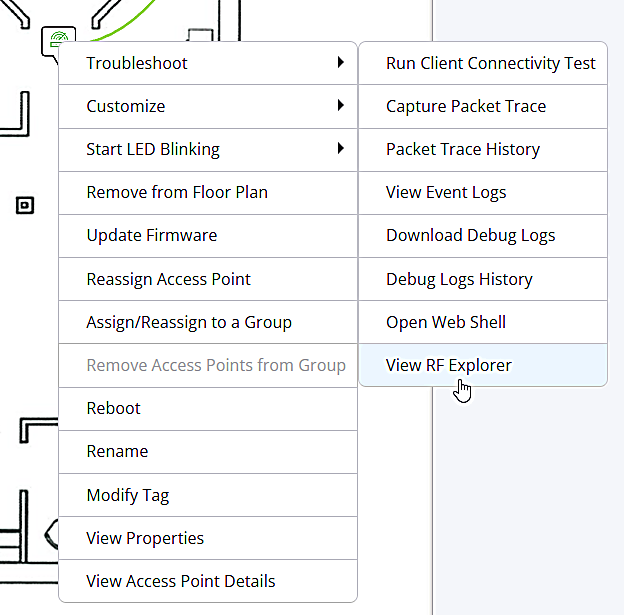 Troubleshoot
Customize
Start LED Blinking
Remove from Floor Plan
Update Firmware
Reassign Access Point
Assign/Reassign to a Group
Remove Access Points from Group
Reboot
Rename
Modify Tag
View Properties
View Access Point Details
Run Client Connectivity Test
Capture Packet Trace
Packet Trace History
View Event Logs
Download Debug Logs
Debug Logs History
Open Web Shell
View RF Explorer